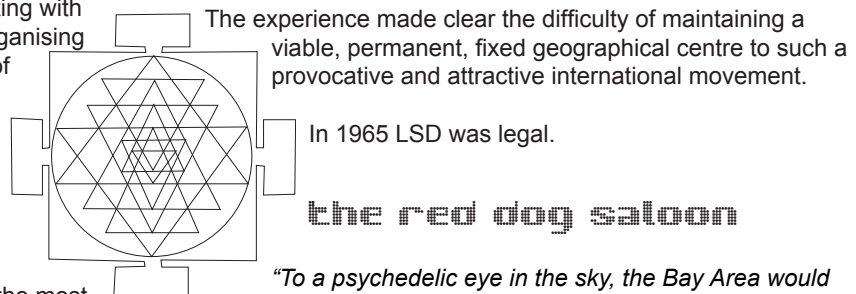 ting with
ganising
of
the most
The experience made clear the difficulty of maintaining a
viable, permanent, fixed geographical centre to such a
provocative and attractive international movement.
In 1965 LSD was legal.
the red dog saloon
“To a psychedelic eye in the sky, the Bay Area would